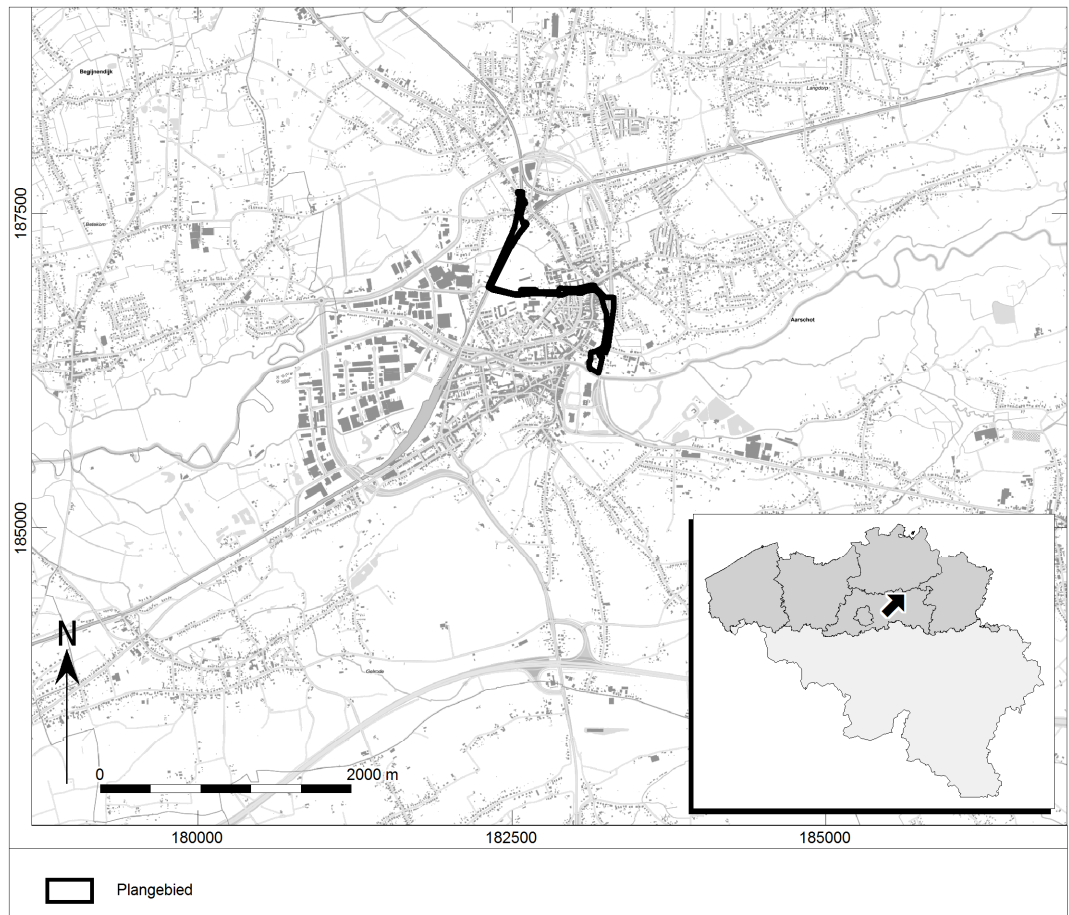 Begijnendijk
Langdorp
Betekom
Aarschot
Gelrode
187500
185000
N
0 2000 m
180000 182500 185000
Plangebied